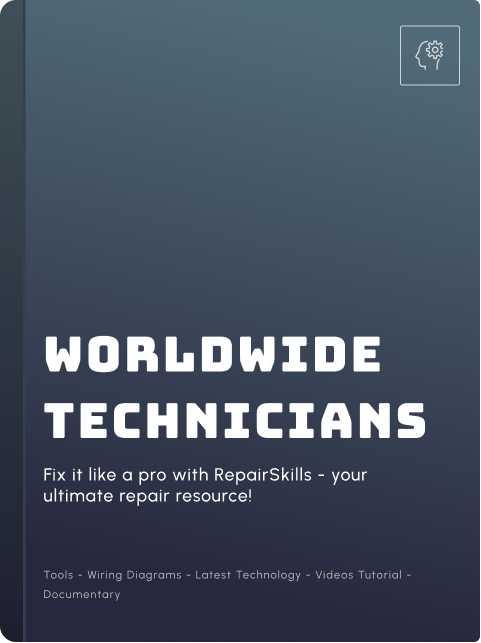 WORLDWIDE
TECHNICIANS
Fix it like a pro with RepairSkills - your
ultimate repair resource!
Tools - Wiring Diagrams - Latest Technology - Videos Tutorial -
Documentary